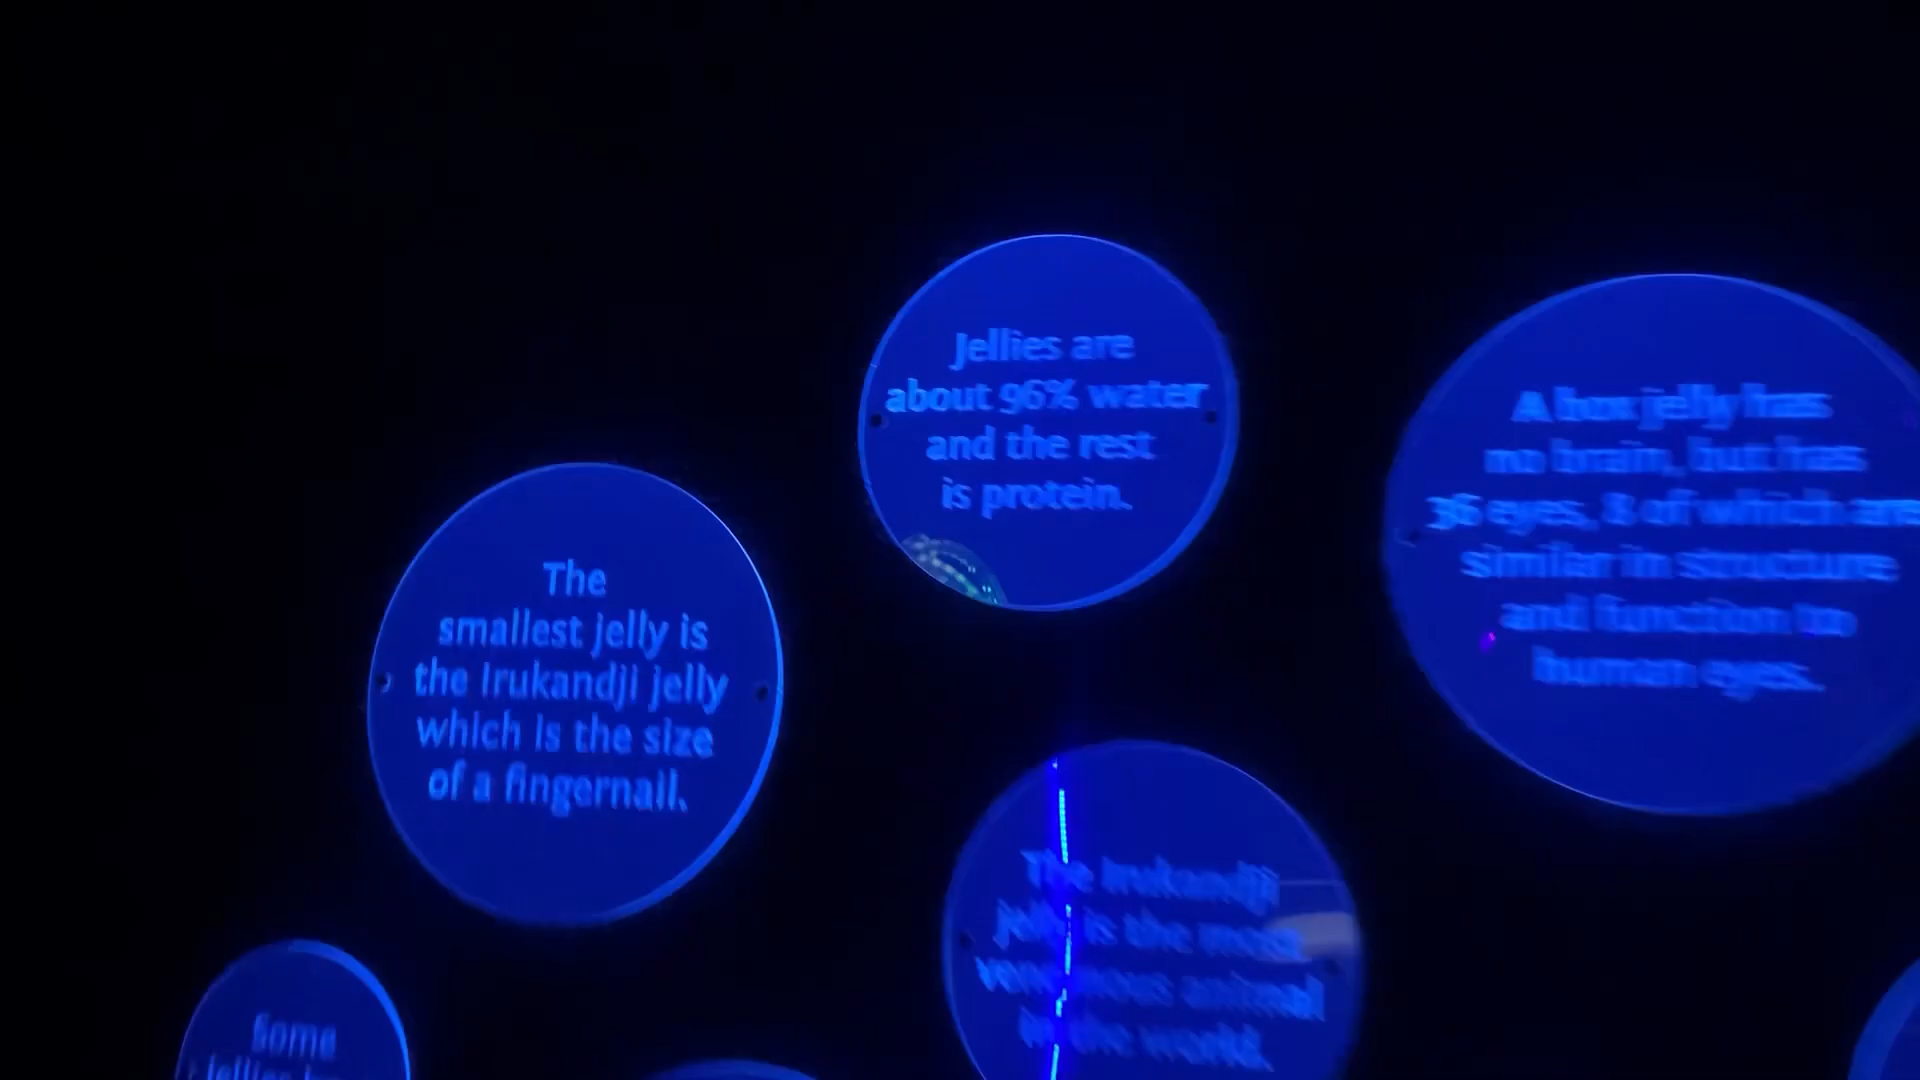 Jellies are
about 96% water
and the rest
is protein.
A box jelly has
no brain, but has
36 eyes, 8 of which are
similar in structure
and function to
human eyes.
The
smallest jelly is
the Irukandji jelly
which is the size
of a fingernail.
The Irukandji
jelly is the most
venomous animal
in the world.
Some
jellies